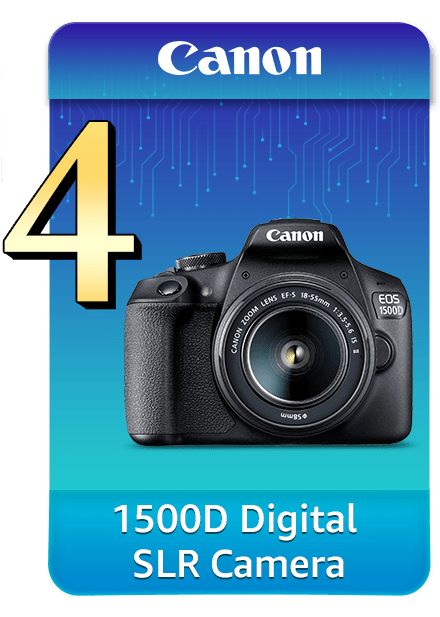 Canon
4
Canon
EOS
1500D
CANON ZOOM LENS EF-S 18-55mm 1:3.5-5.6 IS II
⌀58mm
1500D Digital
SLR Camera